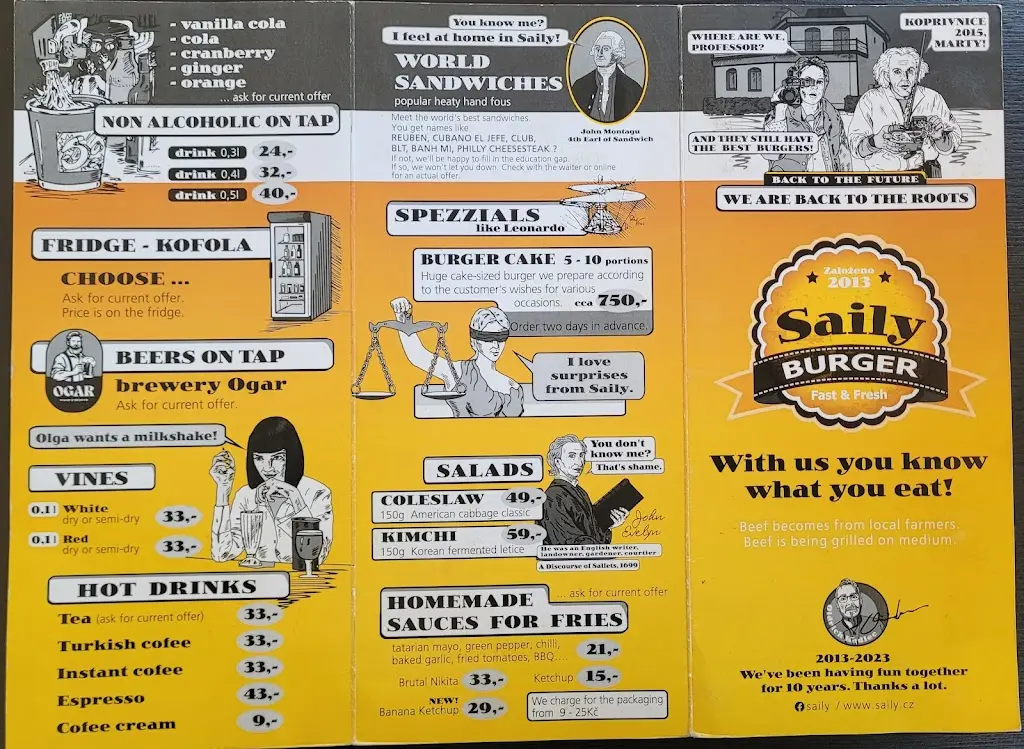 - vanilla cola
- cola
- cranberry
- ginger
- orange
... ask for current offer
NON ALCOHOLIC ON TAP
drink 0,3l 24,-
drink 0,4l 32,-
drink 0,5l 40,-
FRIDGE - KOFOLA
CHOOSE ...
Ask for current offer.
Price is on the fridge.
BEERS ON TAP
OGAR
brewery Ogar
Ask for current offer.
Olga wants a milkshake!
VINES
0.1l White
dry or semi-dry 33,-
0.1l Red
dry or semi-dry 33,-
HOT DRINKS
Tea (ask for current offer) 33,-
Turkish cofee 33,-
Instant cofee 33,-
Espresso 43,-
Cofee cream 9,-
You know me?
I feel at home in Saily!
WORLD
SANDWICHES
popular heaty hand fous
John Montagu
4th Earl of Sandwich
Meet the world's best sandwiches.
You get names like
REUBEN, CUBANO EL JEFE, CLUB,
BLT, BANH MI, PHILLY CHEESESTEAK ?
If not, we'll be happy to fill in the education gap.
If so, we won't let you down. Check with the waiter or online
for an actual offer.
SPEZZIALS
like Leonardo
BURGER CAKE 5 - 10 portions
Huge cake-sized burger we prepare according
to the customer's wishes for various
occasions. cca 750,-
Order two days in advance.
I love
surprises
from Saily.
You don't
know me?
That's shame.
SALADS
COLESLAW 49,-
150g American cabbage classic
KIMCHI 59,-
150g Korean fermented letice
John
Evelyn
He was an English writer,
landowner, gardener, courtier
A Discourse of Sallets, 1699
... ask for current offer
HOMEMADE
SAUCES FOR FRIES
tatarian mayo, green pepper, chilli,
baked garlic, fried tomatoes, BBQ.... 21,-
Brutal Nikita 33,- Ketchup 15,-
NEW!
Banana Ketchup 29,-
We charge for the packaging
from 9 - 25Kč
WHERE ARE WE,
PROFESSOR?
KOPRIVNICE
2015,
MARTY!
AND THEY STILL HAVE
THE BEST BURGERS!
BACK TO THE FUTURE
WE ARE BACK TO THE ROOTS
Založeno
2013
Saily
BURGER
Fast & Fresh
With us you know
what you eat!
Beef becomes from local farmers.
Beef is being grilled on medium.
2013-2023
We've been having fun together
for 10 years. Thanks a lot.
saily / www.saily.cz